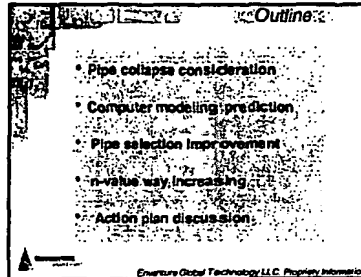 Outline
• Pipe collapse consideration
• Computer modeling prediction
• Pipe selection improvement
• n-value way increasing
• Action plan discussion
Enventure Global Technology LLC. Propriety Information